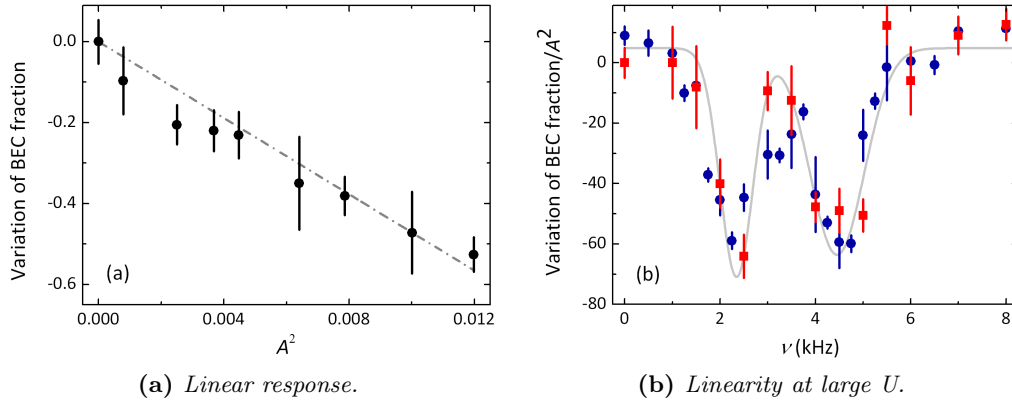 Variation of BEC fraction
0.0
-0.2
-0.4
-0.6
(a)
0.000
0.004
0.008
0.012
A²
(a) Linear response.
Variation of BEC fraction/A²
0
-20
-40
-60
-80
(b)
0
2
4
6
8
ν (kHz)
(b) Linearity at large U.